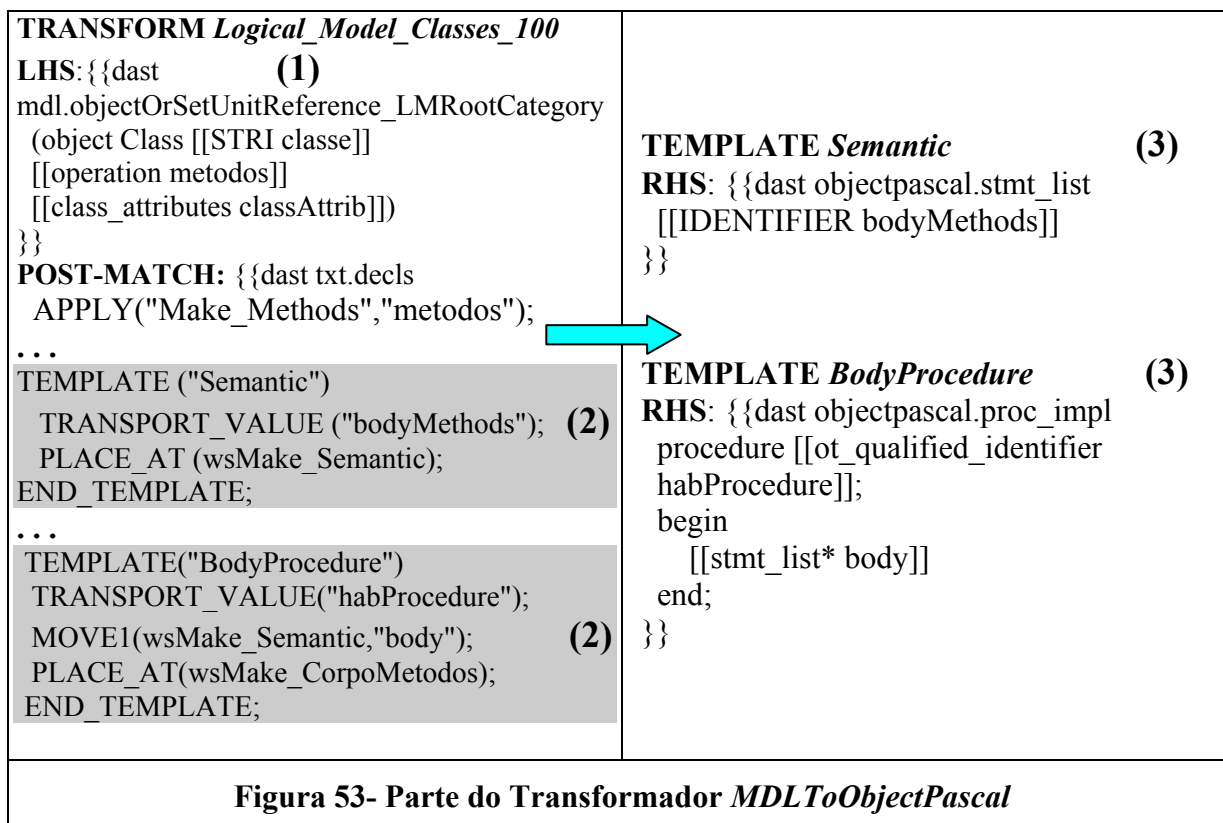 TRANSFORM Logical_Model_Classes_100
LHS:{{dast (1)
mdl.objectOrSetUnitReference_LMRootCategory
(object Class [[STRI classe]]
[[operation metodos]]
[[class_attributes classAttrib]])
}}
POST-MATCH: {{dast txt.decls
APPLY("Make_Methods","metodos");
. . .
TEMPLATE ("Semantic")
TRANSPORT_VALUE ("bodyMethods"); (2)
PLACE_AT (wsMake_Semantic);
END_TEMPLATE;
. . .
TEMPLATE("BodyProcedure")
TRANSPORT_VALUE("habProcedure");
MOVE1(wsMake_Semantic,"body"); (2)
PLACE_AT(wsMake_CorpoMetodos);
END_TEMPLATE;
TEMPLATE Semantic (3)
RHS: {{dast objectpascal.stmt_list
[[IDENTIFIER bodyMethods]]
}}
TEMPLATE BodyProcedure (3)
RHS: {{dast objectpascal.proc_impl
procedure [[ot_qualified_identifier
habProcedure]];
begin
[[stmt_list* body]]
end;
}}
Figura 53- Parte do Transformador MDLToObjectPascal